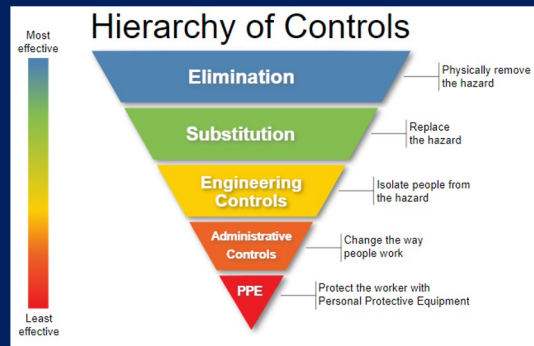 Hierarchy of Controls
Most
effective
Elimination
Physically remove
the hazard
Substitution
Replace
the hazard
Engineering
Controls
Isolate people from
the hazard
Administrative
Controls
Change the way
people work
PPE
Protect the worker with
Personal Protective Equipment
Least
effective